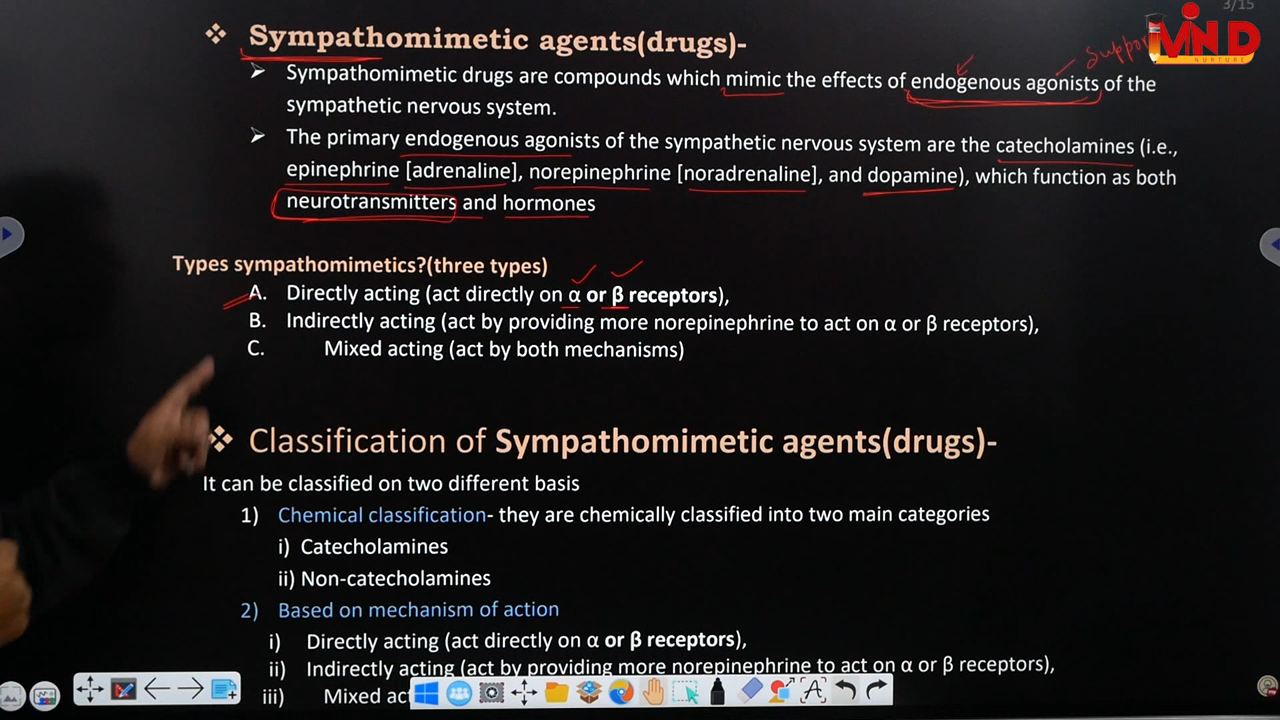 3/15
MIND
NURTURE
❖ Sympathomimetic agents(drugs)-
Support
➢ Sympathomimetic drugs are compounds which mimic the effects of endogenous agonists of the
sympathetic nervous system.
➢ The primary endogenous agonists of the sympathetic nervous system are the catecholamines (i.e.,
epinephrine [adrenaline], norepinephrine [noradrenaline], and dopamine), which function as both
neurotransmitters and hormones
Types sympathomimetics?(three types)
A. Directly acting (act directly on α or β receptors),
B. Indirectly acting (act by providing more norepinephrine to act on α or β receptors),
C. Mixed acting (act by both mechanisms)
❖ Classification of Sympathomimetic agents(drugs)-
It can be classified on two different basis
1) Chemical classification- they are chemically classified into two main categories
i) Catecholamines
ii) Non-catecholamines
2) Based on mechanism of action
i) Directly acting (act directly on α or β receptors),
ii) Indirectly acting (act by providing more norepinephrine to act on α or β receptors),
iii) Mixed act